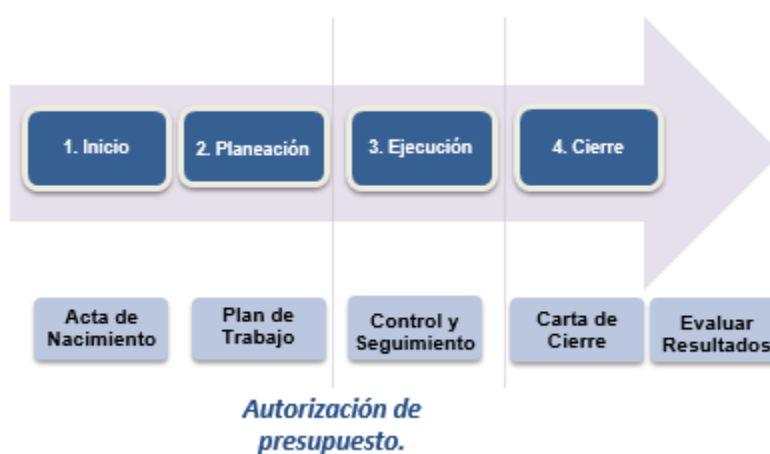 1. Inicio
2. Planeación
3. Ejecución
4. Cierre
Acta de
Nacimiento
Plan de
Trabajo
Control y
Seguimiento
Carta de
Cierre
Evaluar
Resultados
Autorización de
presupuesto.